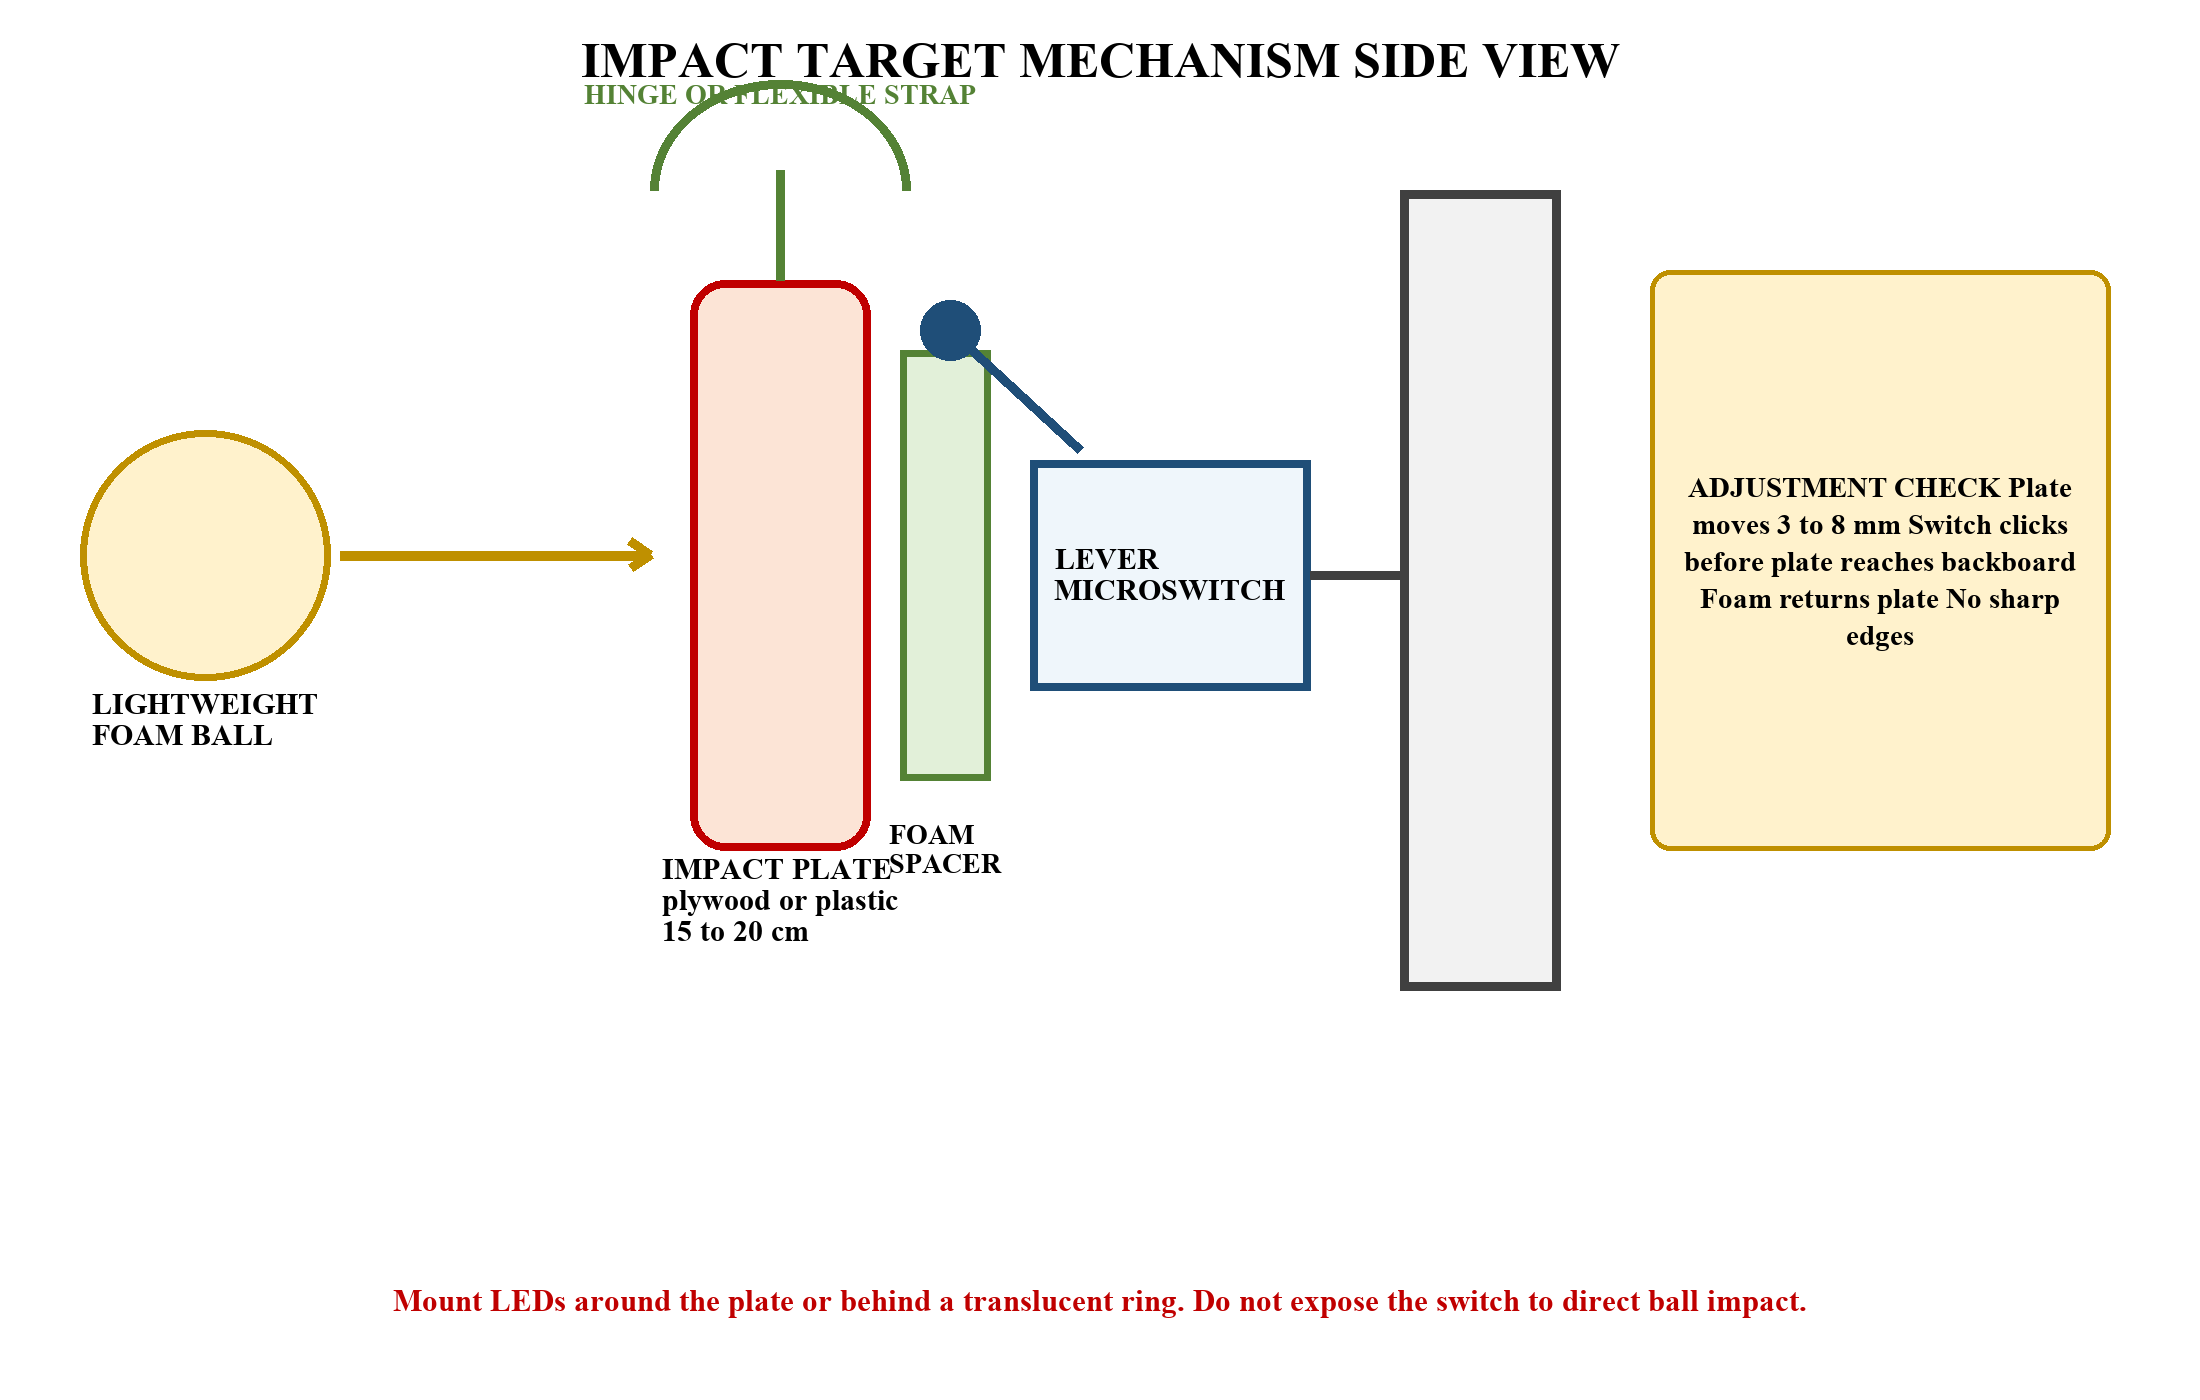 IMPACT TARGET MECHANISM SIDE VIEW
HINGE OR FLEXIBLE STRAP
LIGHTWEIGHT
FOAM BALL
IMPACT PLATE
plywood or plastic
15 to 20 cm
FOAM
SPACER
LEVER
MICROSWITCH
ADJUSTMENT CHECK Plate
moves 3 to 8 mm Switch clicks
before plate reaches backboard
Foam returns plate No sharp
edges
Mount LEDs around the plate or behind a translucent ring. Do not expose the switch to direct ball impact.